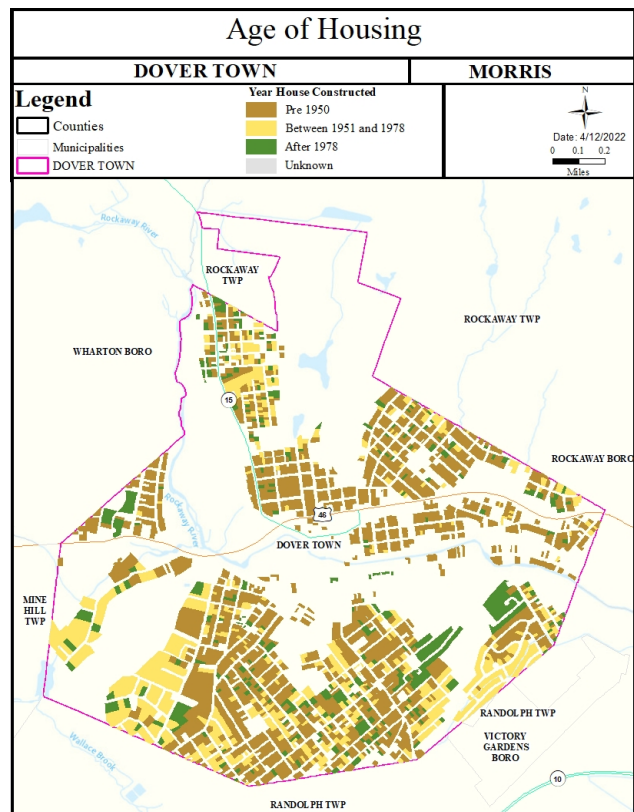 Age of Housing
DOVER TOWN
MORRIS
Legend
Counties
Municipalities
DOVER TOWN
Year House Constructed
Pre 1950
Between 1951 and 1978
After 1978
Unknown
N
Date: 4/12/2022
0 0.1 0.2
Miles
Rockaway River
ROCKAWAY
TWP
ROCKAWAY TWP
WHARTON BORO
15
ROCKAWAY BORO
Rockaway River
46
DOVER TOWN
MINE
HILL
TWP
RANDOLPH TWP
VICTORY
GARDENS
BORO
Wallace Brook
10
RANDOLPH TWP